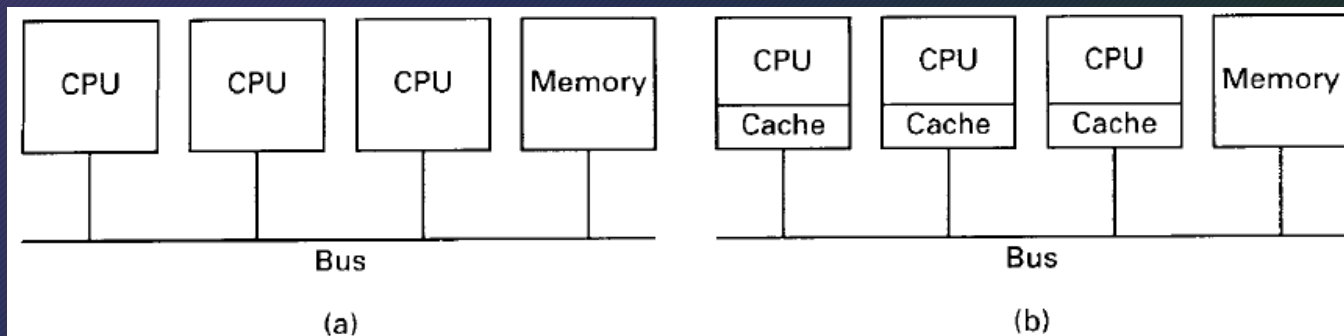 CPU CPU CPU Memory
Bus
(a)
CPU CPU CPU Memory
Cache Cache Cache
Bus
(b)